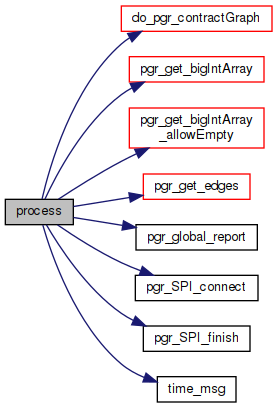 do_pgr_contractGraph
pgr_get_bigIntArray
pgr_get_bigIntArray
_allowEmpty
process
pgr_get_edges
pgr_global_report
pgr_SPI_connect
pgr_SPI_finish
time_msg